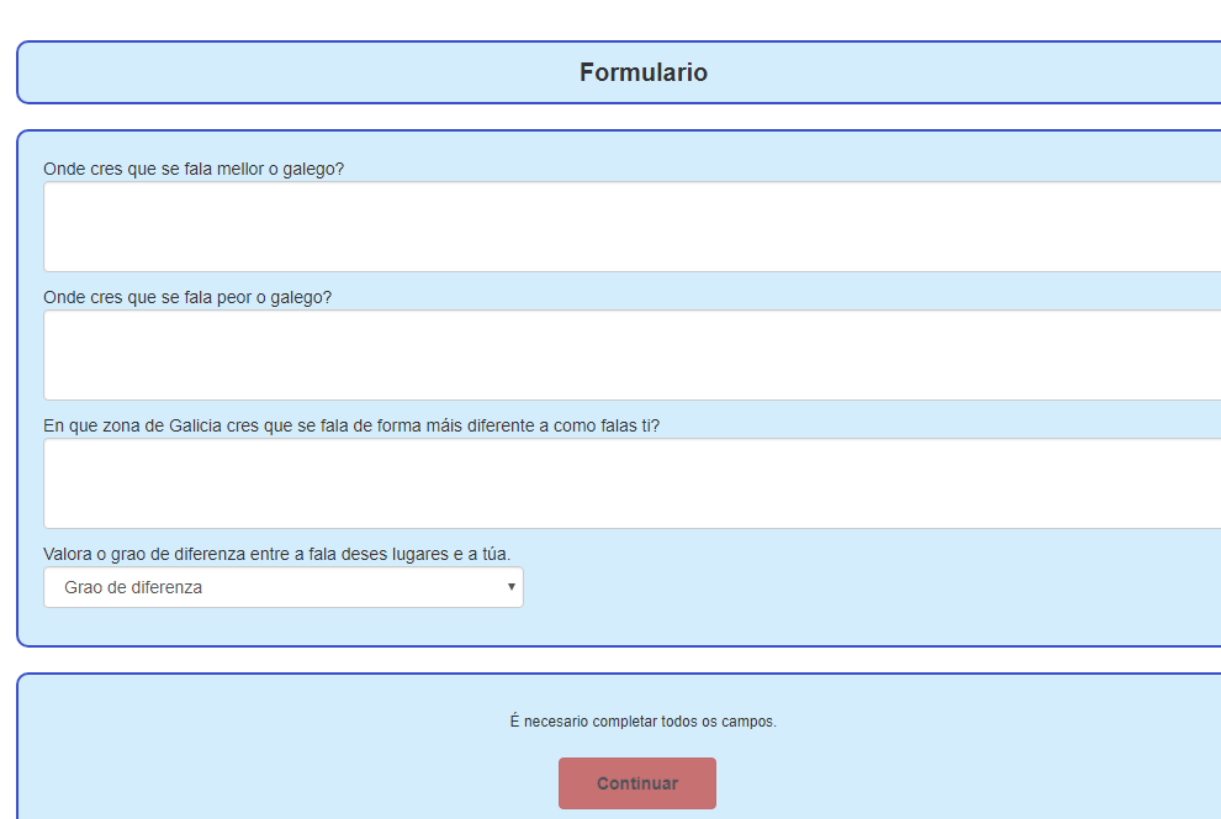 Formulario
Onde cres que se fala mellor o galego?
Onde cres que se fala peor o galego?
En que zona de Galicia cres que se fala de forma máis diferente a como falas ti?
Valora o grao de diferenza entre a fala deses lugares e a túa.
Grao de diferenza
É necesario completar todos os campos.
Continuar